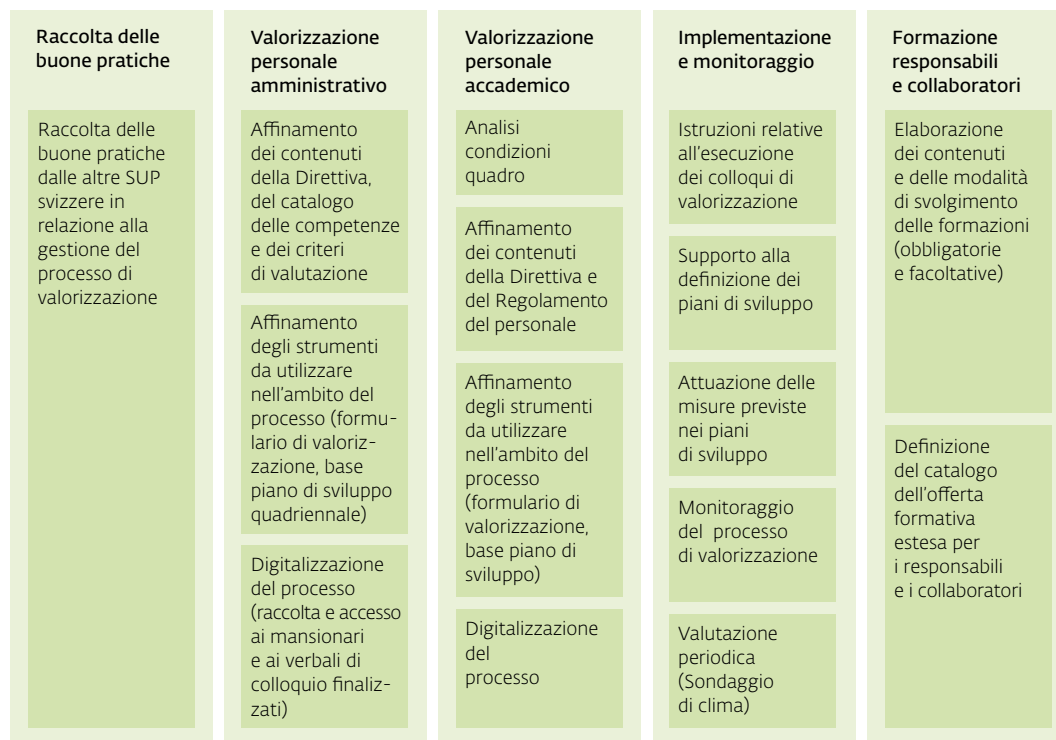 Raccolta delle
buone pratiche
Raccolta delle
buone pratiche
dalle altre SUP
svizzere in
relazione alla
gestione del
processo di
valorizzazione
Valorizzazione
personale
amministrativo
Affinamento
dei contenuti
della Direttiva,
del catalogo
delle competenze
e dei criteri
di valutazione
Affinamento
degli strumenti
da utilizzare
nell'ambito del
processo (formu-
lario di valoriz-
zazione, base
piano di sviluppo
quadriennale)
Digitalizzazione
del processo
(raccolta e accesso
ai mansionari
e ai verbali di
colloquio finaliz-
zati)
Valorizzazione
personale
accademico
Analisi
condizioni
quadro
Affinamento
dei contenuti
della Direttiva e
del Regolamento
del personale
Affinamento
degli strumenti
da utilizzare
nell'ambito del
processo
(formulario di
valorizzazione,
base piano di
sviluppo)
Digitalizzazione
del
processo
Implementazione
e monitoraggio
Istruzioni relative
all'esecuzione
dei colloqui di
valorizzazione
Supporto alla
definizione dei
piani di sviluppo
Attuazione delle
misure previste
nei piani
di sviluppo
Monitoraggio
del processo
di valorizzazione
Valutazione
periodica
(Sondaggio
di clima)
Formazione
responsabili
e collaboratori
Elaborazione
dei contenuti
e delle modalità
di svolgimento
delle formazioni
(obbligatorie
e facoltative)
Definizione
del catalogo
dell'offerta
formativa
estesa per
i responsabili
e i collaboratori